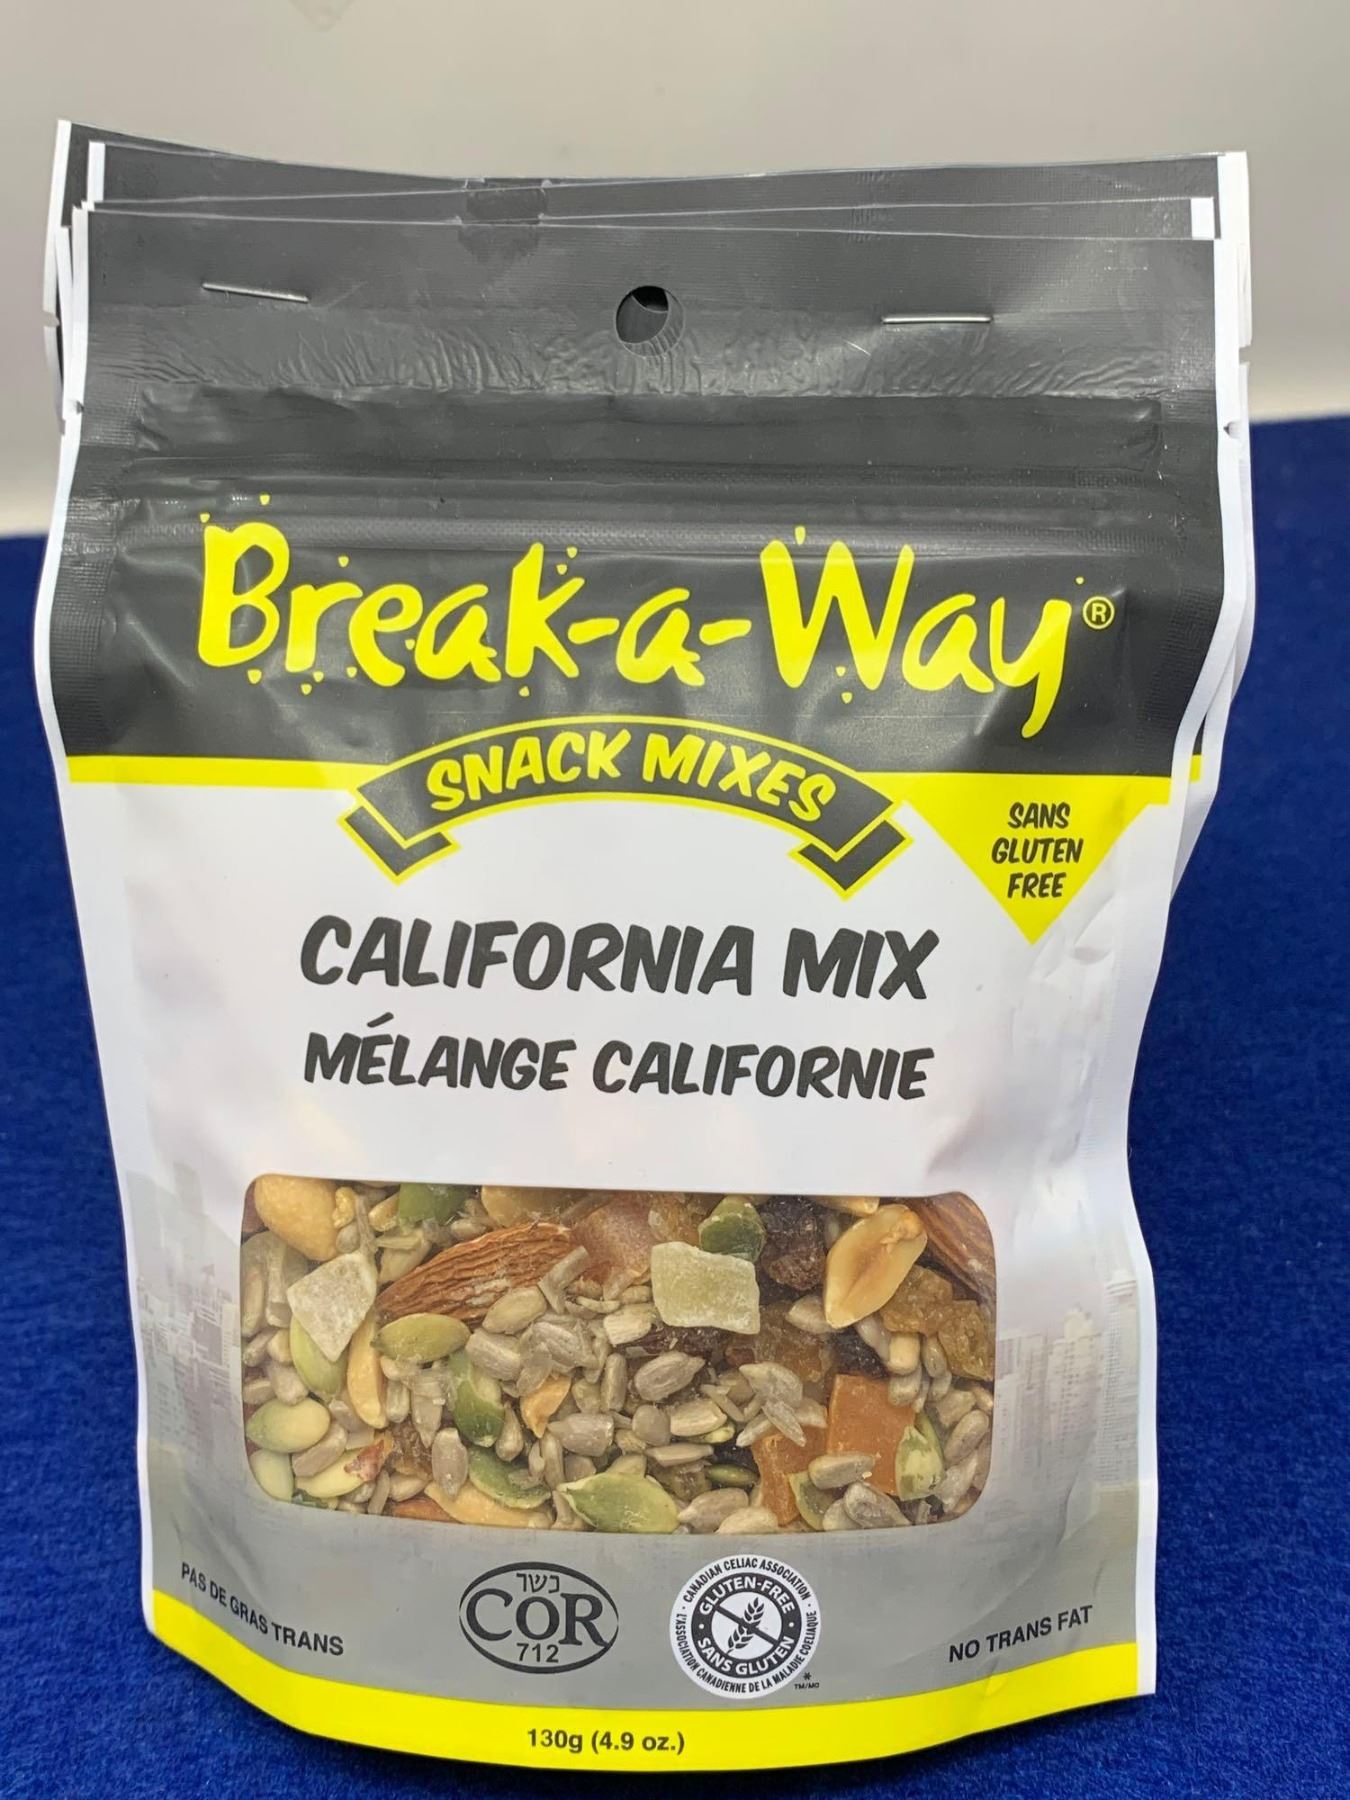 Break-a-Way®
SNACK MIXES
SANS
GLUTEN
FREE
CALIFORNIA MIX
MÉLANGE CALIFORNIE
PAS DE GRAS TRANS
כשר
COR
712
CANADIAN CELIAC ASSOCIATION
GLUTEN-FREE
SANS GLUTEN
L'ASSOCIATION CANADIENNE DE LA MALADIE COELIAQUE
*
TM/MC
NO TRANS FAT
130g (4.9 oz.)